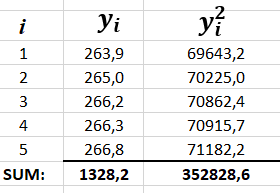 i yᵢ yᵢ²
1 263,9 69643,2
2 265,0 70225,0
3 266,2 70862,4
4 266,3 70915,7
5 266,8 71182,2
SUM: 1328,2 352828,6